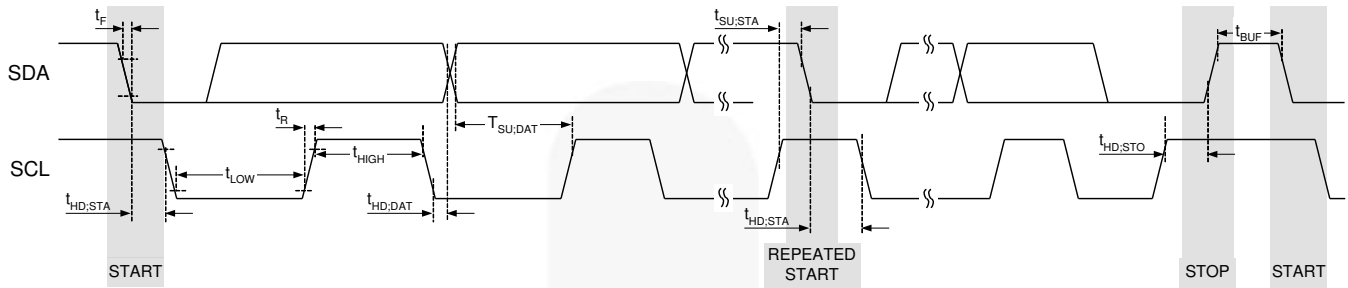 tF
tSU;STA
tBUF
SDA
tR
TSU;DAT
tHIGH
tHD;STO
SCL
tLOW
tHD;STA
tHD;DAT
tHD;STA
START
REPEATED
START
STOP
START